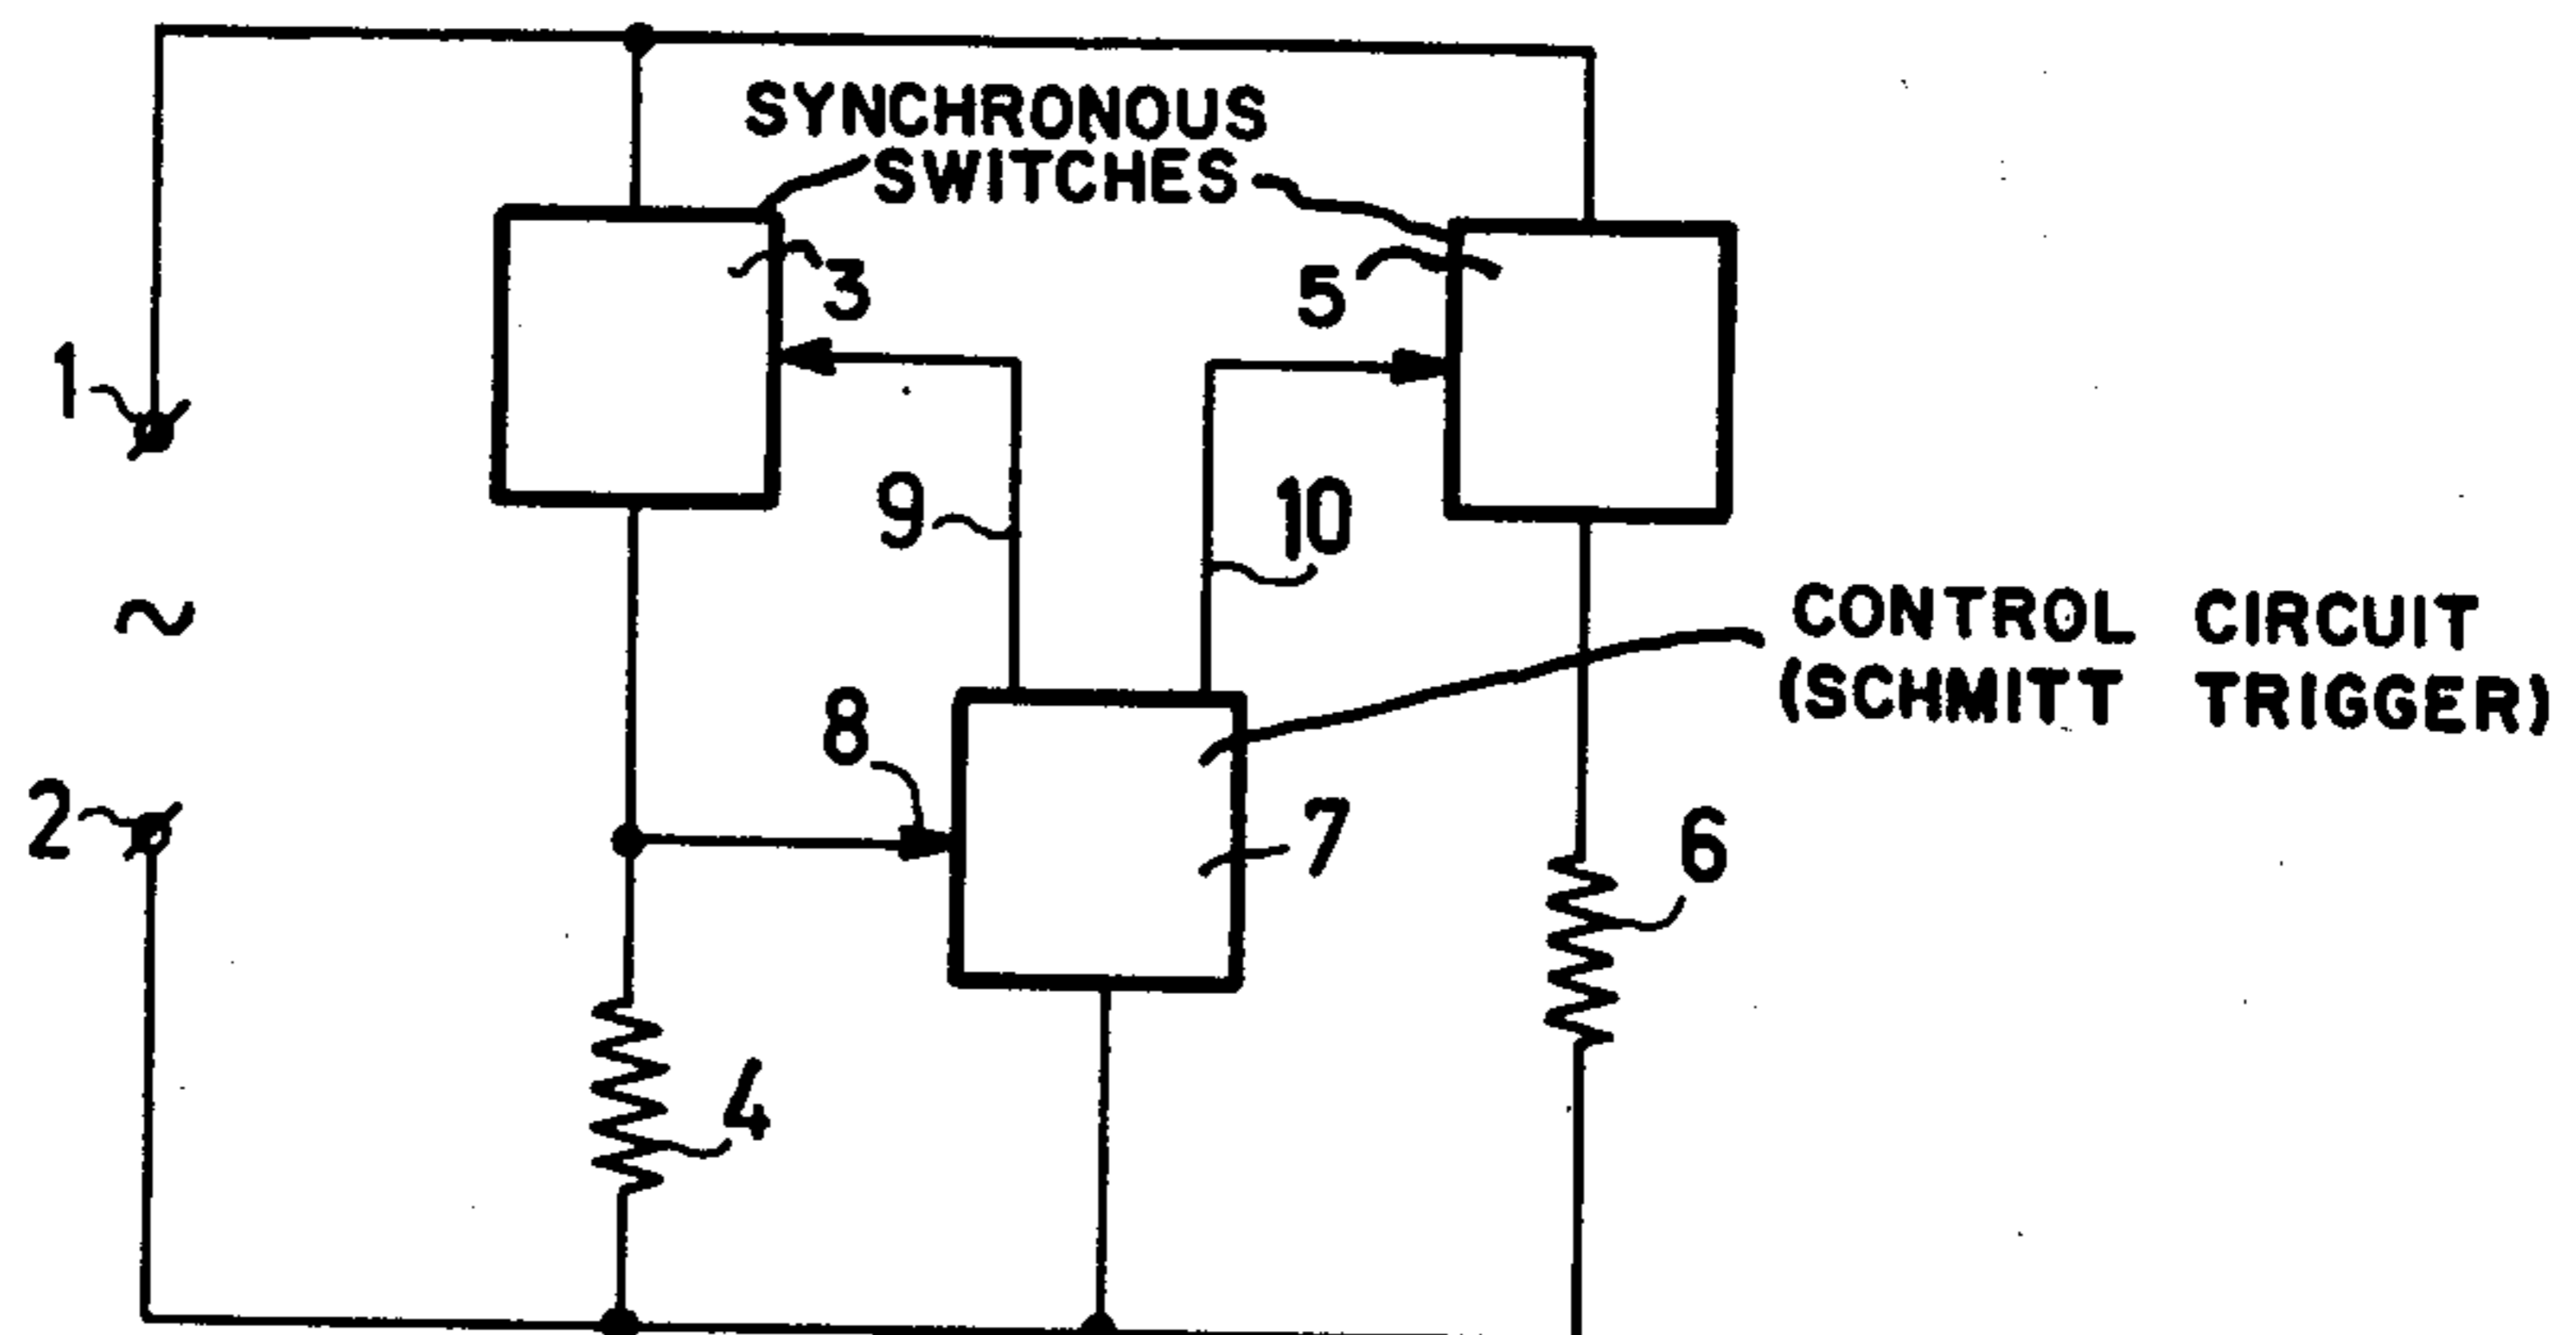 SYNCHRONOUS
SWITCHES
3
5
1
9
10
~
CONTROL CIRCUIT
(SCHMITT TRIGGER)
8
2
7
6
4